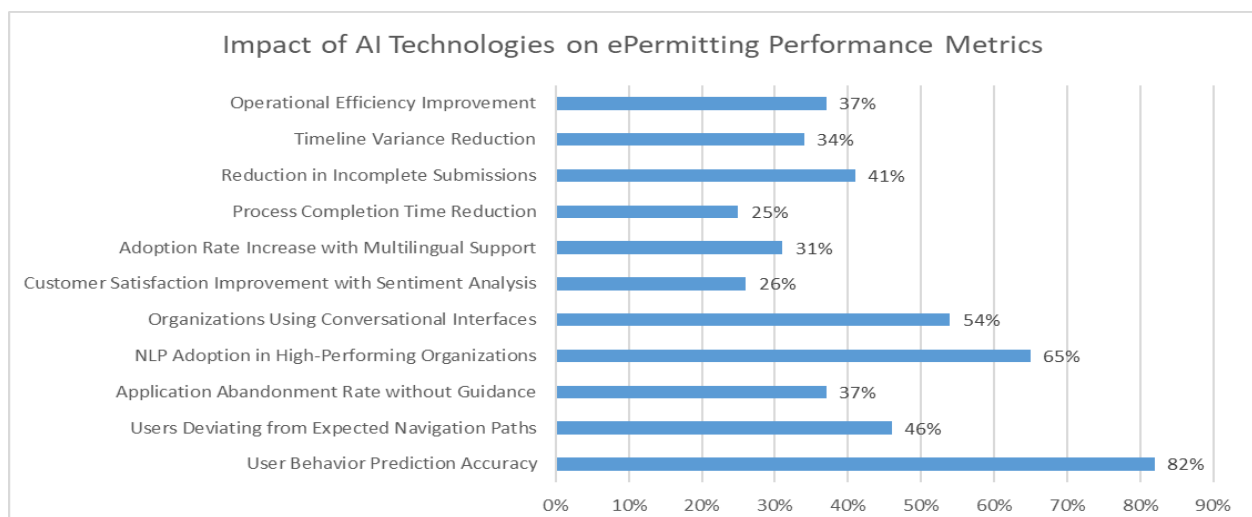 Impact of AI Technologies on ePermitting Performance Metrics
Operational Efficiency Improvement 37%
Timeline Variance Reduction 34%
Reduction in Incomplete Submissions 41%
Process Completion Time Reduction 25%
Adoption Rate Increase with Multilingual Support 31%
Customer Satisfaction Improvement with Sentiment Analysis 26%
Organizations Using Conversational Interfaces 54%
NLP Adoption in High-Performing Organizations 65%
Application Abandonment Rate without Guidance 37%
Users Deviating from Expected Navigation Paths 46%
User Behavior Prediction Accuracy 82%
0% 10% 20% 30% 40% 50% 60% 70% 80% 90%